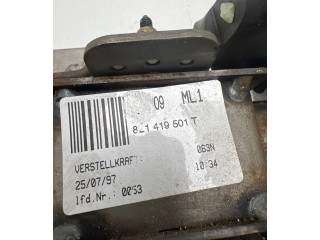 09 ML1
8L1 419 501 T
VERSTELLKRAFT:
063N
25/07/97
10:34
lfd.Nr.: 0053